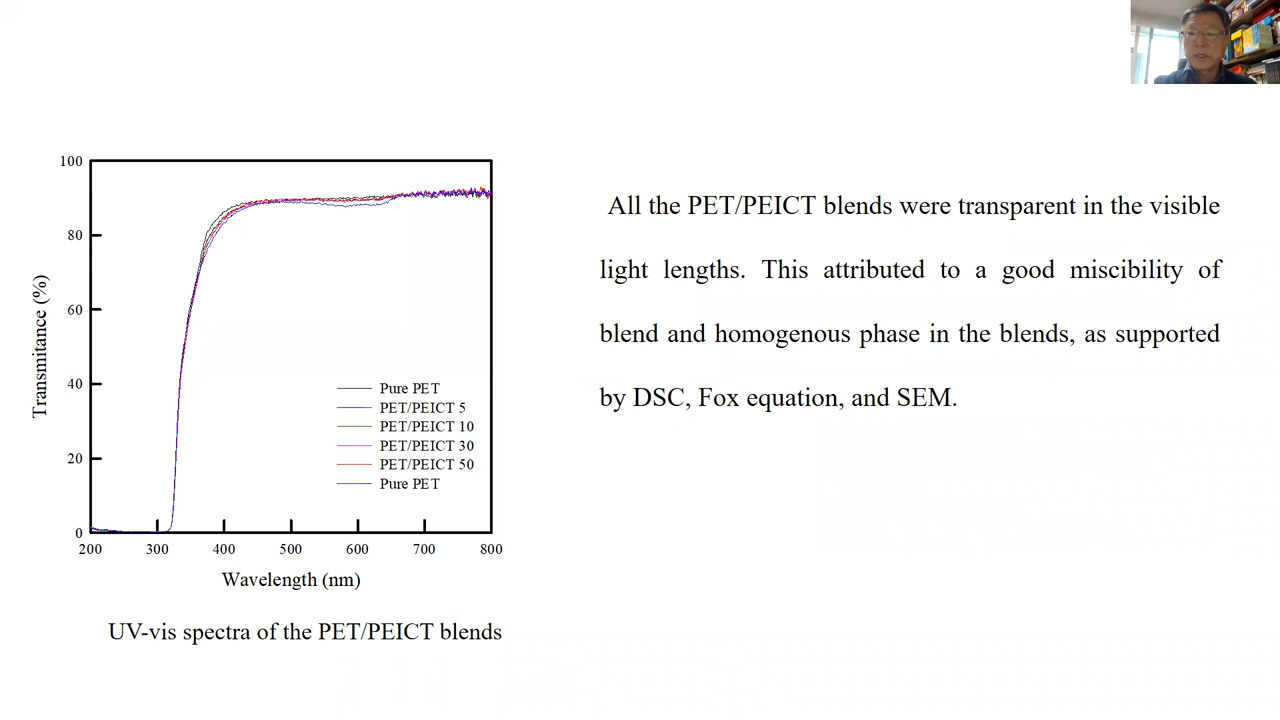 100
80
60
40
20
0
Transmitance (%)
Pure PET
PET/PEICT 5
PET/PEICT 10
PET/PEICT 30
PET/PEICT 50
Pure PET
200 300 400 500 600 700 800
Wavelength (nm)
UV-vis spectra of the PET/PEICT blends
All the PET/PEICT blends were transparent in the visible
light lengths. This attributed to a good miscibility of
blend and homogenous phase in the blends, as supported
by DSC, Fox equation, and SEM.